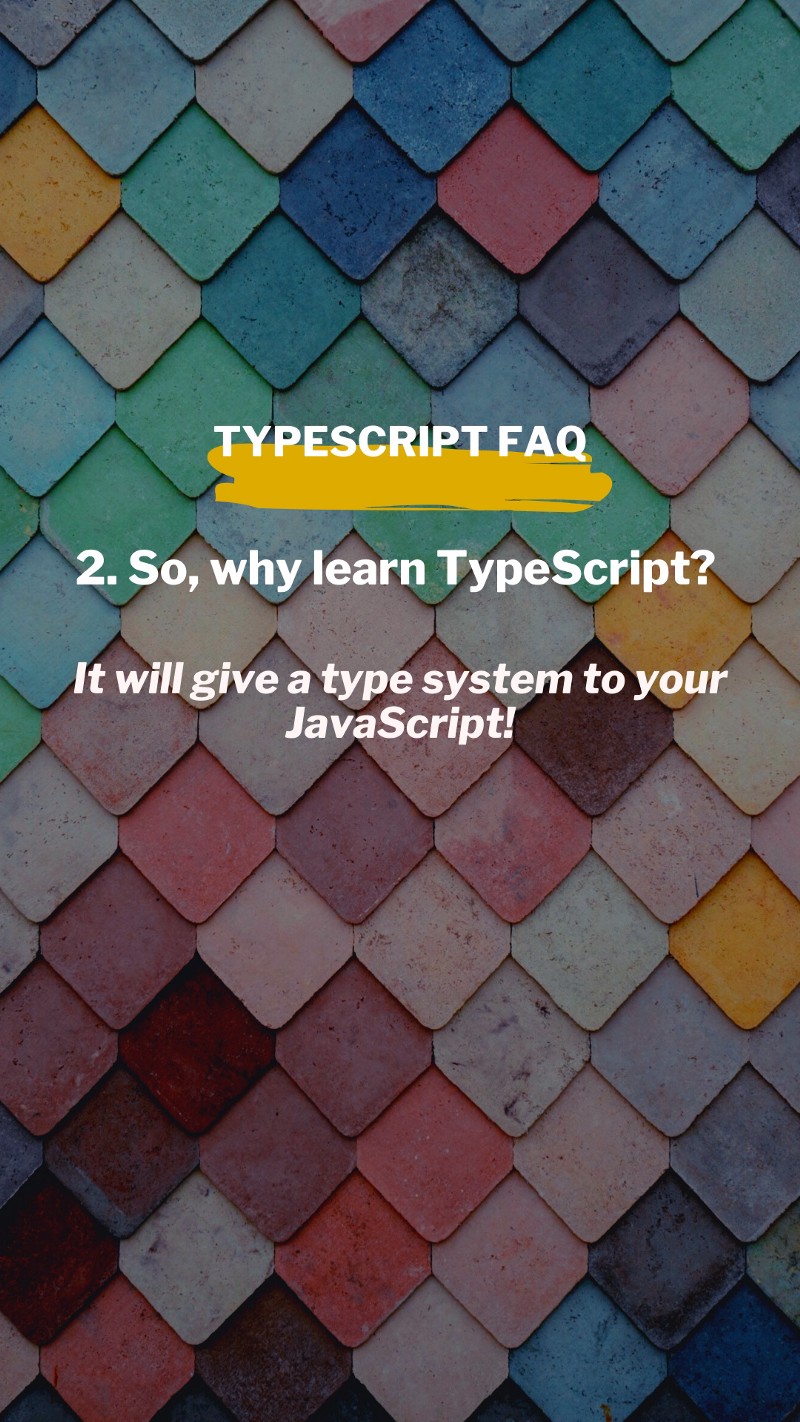 TYPESCRIPT FAQ
2. So, why learn TypeScript?
It will give a type system to your
JavaScript!